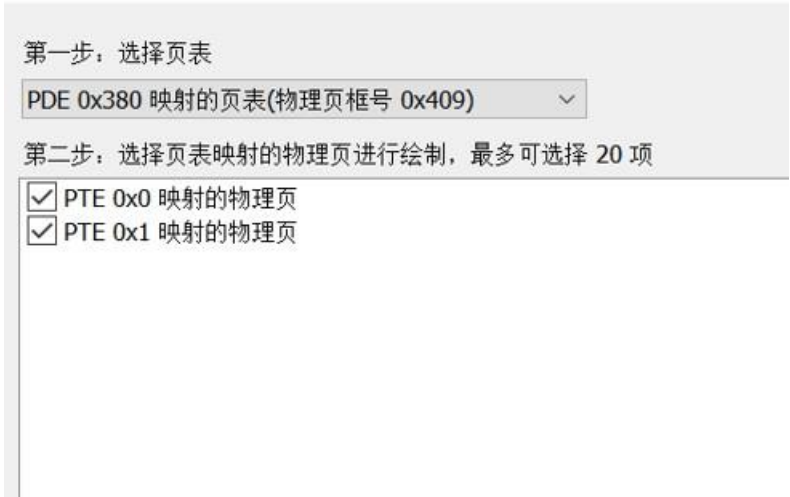 第一步：选择页表
PDE 0x380 映射的页表(物理页框号 0x409)
第二步：选择页表映射的物理页进行绘制，最多可选择 20 项
PTE 0x0 映射的物理页
PTE 0x1 映射的物理页